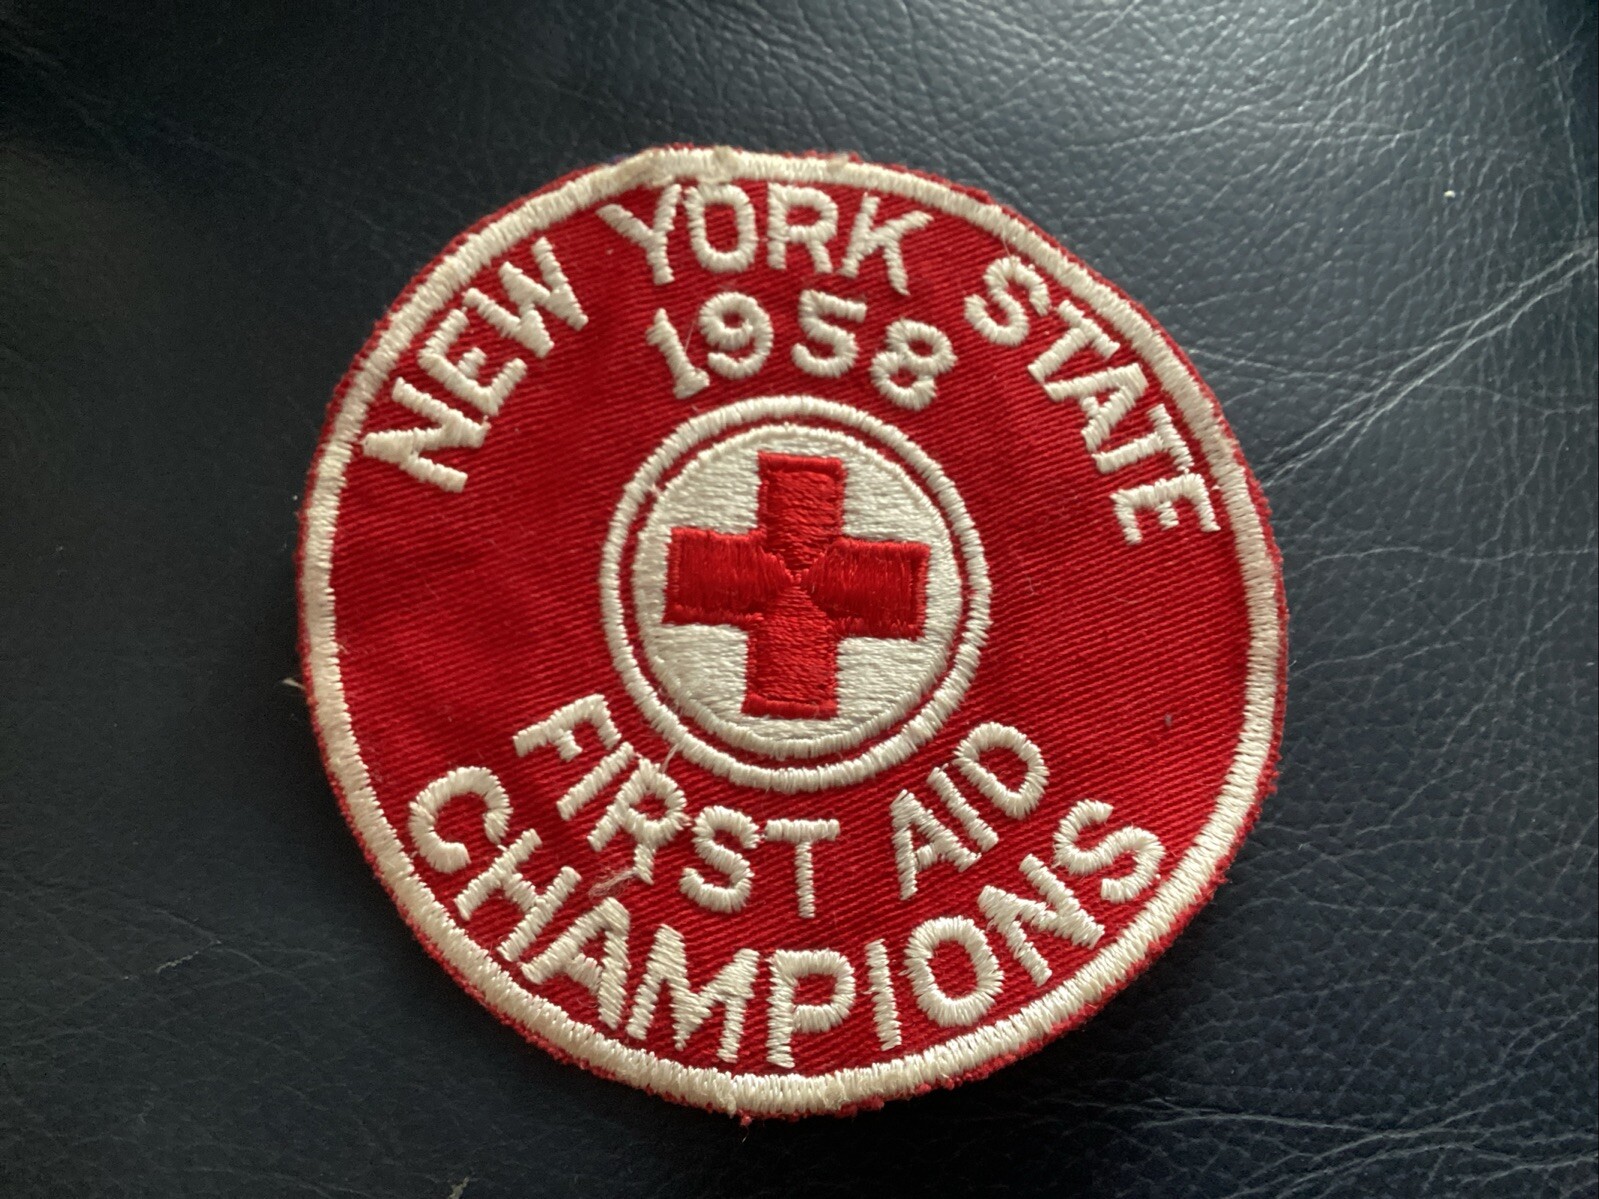 NEW YORK STATE
1958
FIRST AID
CHAMPIONS